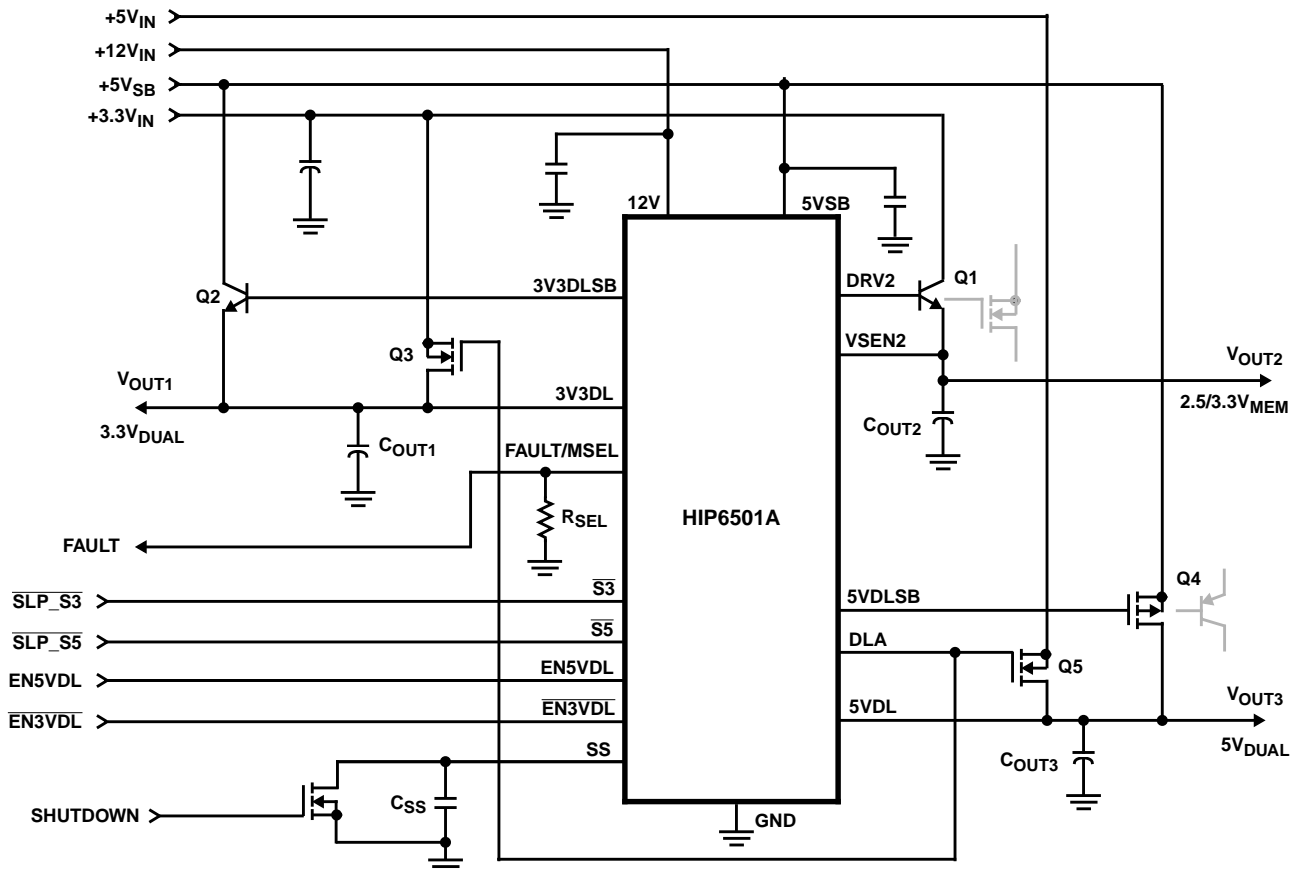 +5VIN
+12VIN
+5VSB
+3.3VIN
12V
5VSB
Q2
3V3DLSB
DRV2
Q1
Q3
VSEN2
VOUT1
3.3VDUAL
3V3DL
VOUT2
2.5/3.3VMEM
COUT1
COUT2
FAULT/MSEL
RSEL
HIP6501A
FAULT
SLP_S3
S3
5VDLSB
Q4
SLP_S5
S5
DLA
Q5
EN5VDL
EN5VDL
EN3VDL
EN3VDL
5VDL
VOUT3
5VDUAL
COUT3
SS
CSS
SHUTDOWN
GND